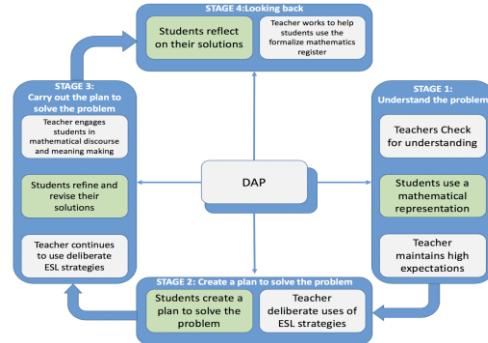 STAGE 4:Looking back
Students reflect
on their solutions
Teacher works to help
students use the
formalize mathematics
register
STAGE 3:
Carry out the plan to
solve the problem
Teacher engages
students in
mathematical discourse
and meaning making
Students refine and
revise their
solutions
Teacher continues
to use deliberate
ESL strategies
DAP
STAGE 1:
Understand the problem
Teachers Check
for understanding
Students use a
mathematical
representation
Teacher
maintains high
expectations
STAGE 2: Create a plan to solve the problem
Students create a
plan to solve the
problem
Teacher
deliberate uses of
ESL strategies